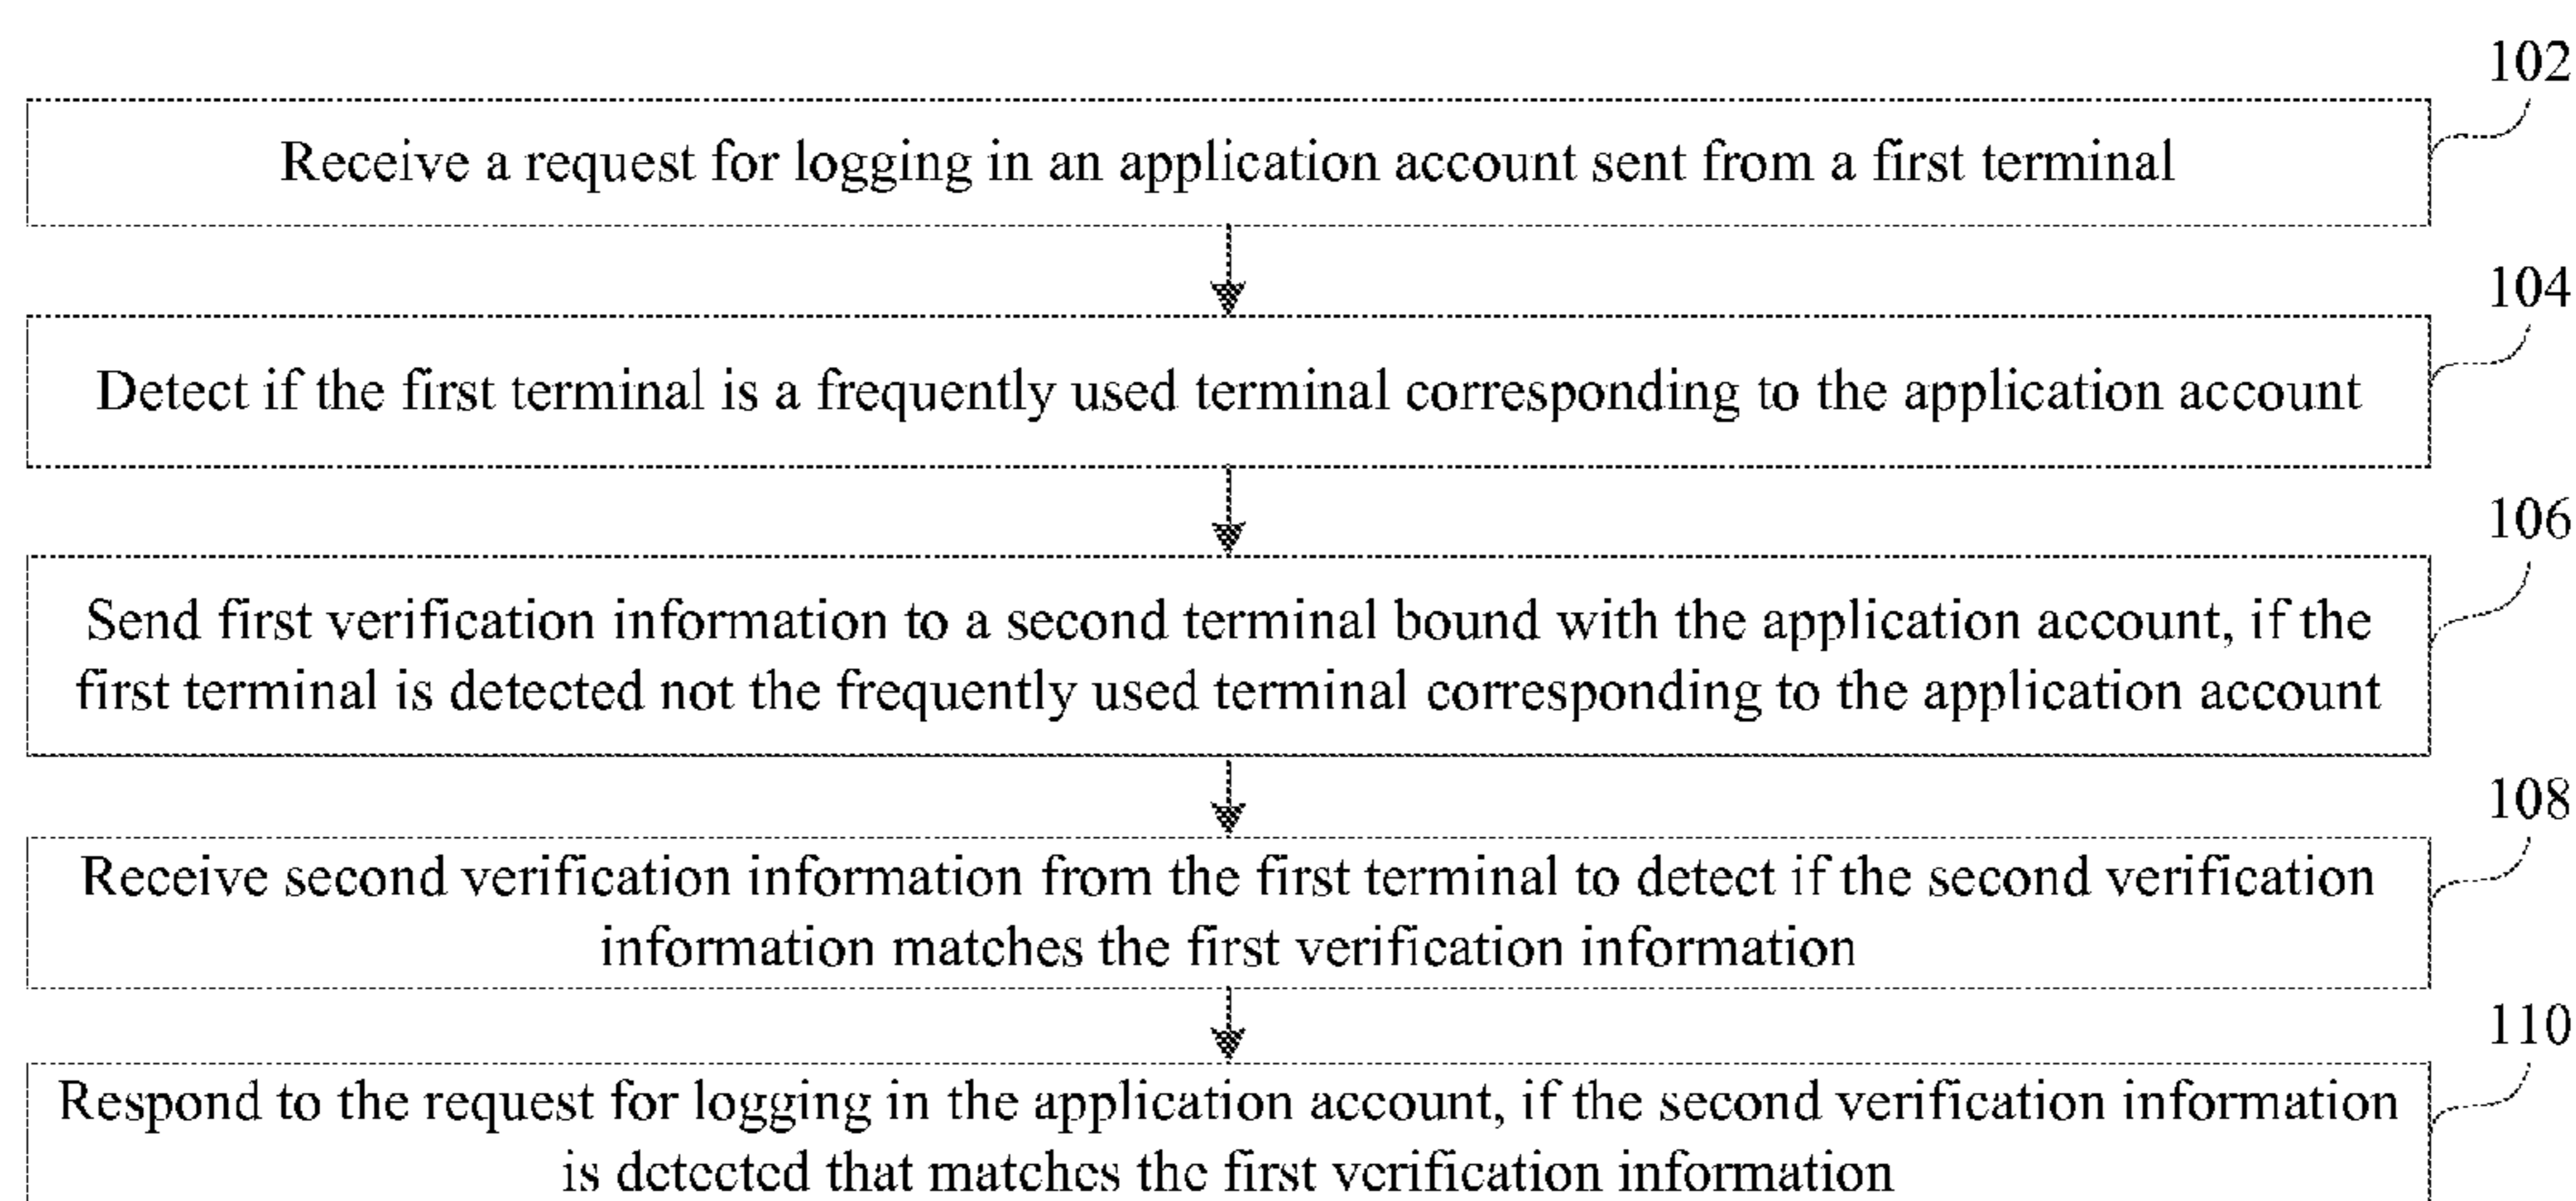 102
Receive a request for logging in an application account sent from a first terminal
104
Detect if the first terminal is a frequently used terminal corresponding to the application account
106
Send first verification information to a second terminal bound with the application account, if the
first terminal is detected not the frequently used terminal corresponding to the application account
108
Receive second verification information from the first terminal to detect if the second verification
information matches the first verification information
110
Respond to the request for logging in the application account, if the second verification information
is detected that matches the first verification information